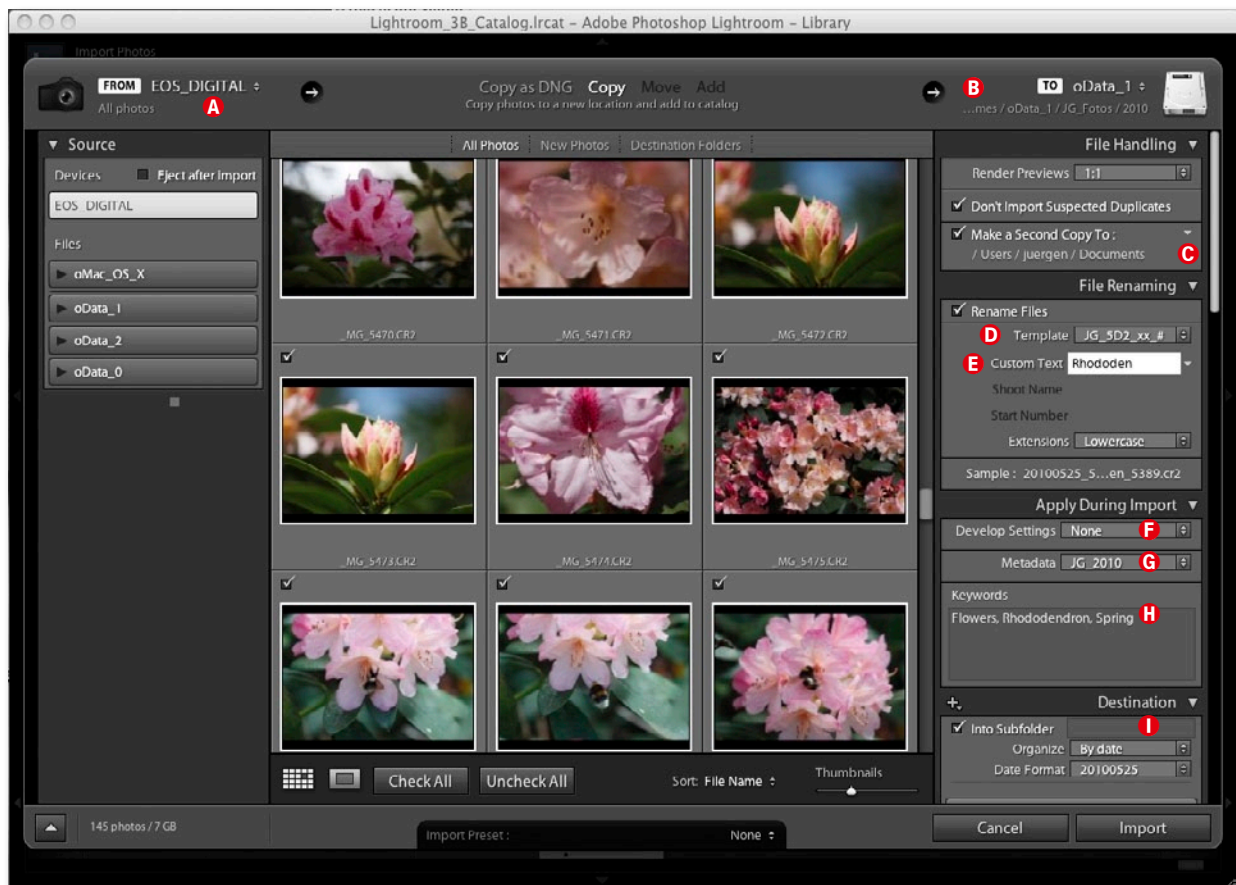 Lightroom_3B_Catalog.lrcat – Adobe Photoshop Lightroom – Library
Import Photos
FROM EOS_DIGITAL
A
All photos
Copy as DNG Copy Move Add
Copy photos to a new location and add to catalog
B
TO oData_1
...mes / oData_1 / JG_Fotos / 2010
Source
Devices Eject after import
EOS_DIGITAL
Files
oMac_OS_X
oData_1
oData_2
oData_0
All Photos New Photos Destination Folders
_MG_5470.CR2 _MG_5471.CR2 _MG_5472.CR2
_MG_5473.CR2 _MG_5474.CR2 _MG_5475.CR2
Check All Uncheck All Sort: File Name Thumbnails
File Handling
Render Previews 1:1
Don't Import Suspected Duplicates
Make a Second Copy To :
/ Users / juergen / Documents C
File Renaming
Rename Files
D Template JG_5D2_xx_#
E Custom Text Rhododen
Shoot Name
Start Number
Extensions Lowercase
Sample : 20100525_5...en_5389.cr2
Apply During Import
Develop Settings None F
Metadata JG_2010 G
Keywords
Flowers, Rhododendron, Spring H
Destination
Into Subfolder I
Organize By date
Date Format 20100525
145 photos / 7 GB
Import Preset : None
Cancel Import